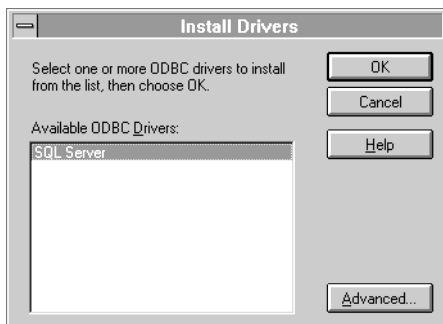 Install Drivers
Select one or more ODBC drivers to install
from the list, then choose OK.
Available ODBC Drivers:
SQL Server
OK
Cancel
Help
Advanced...